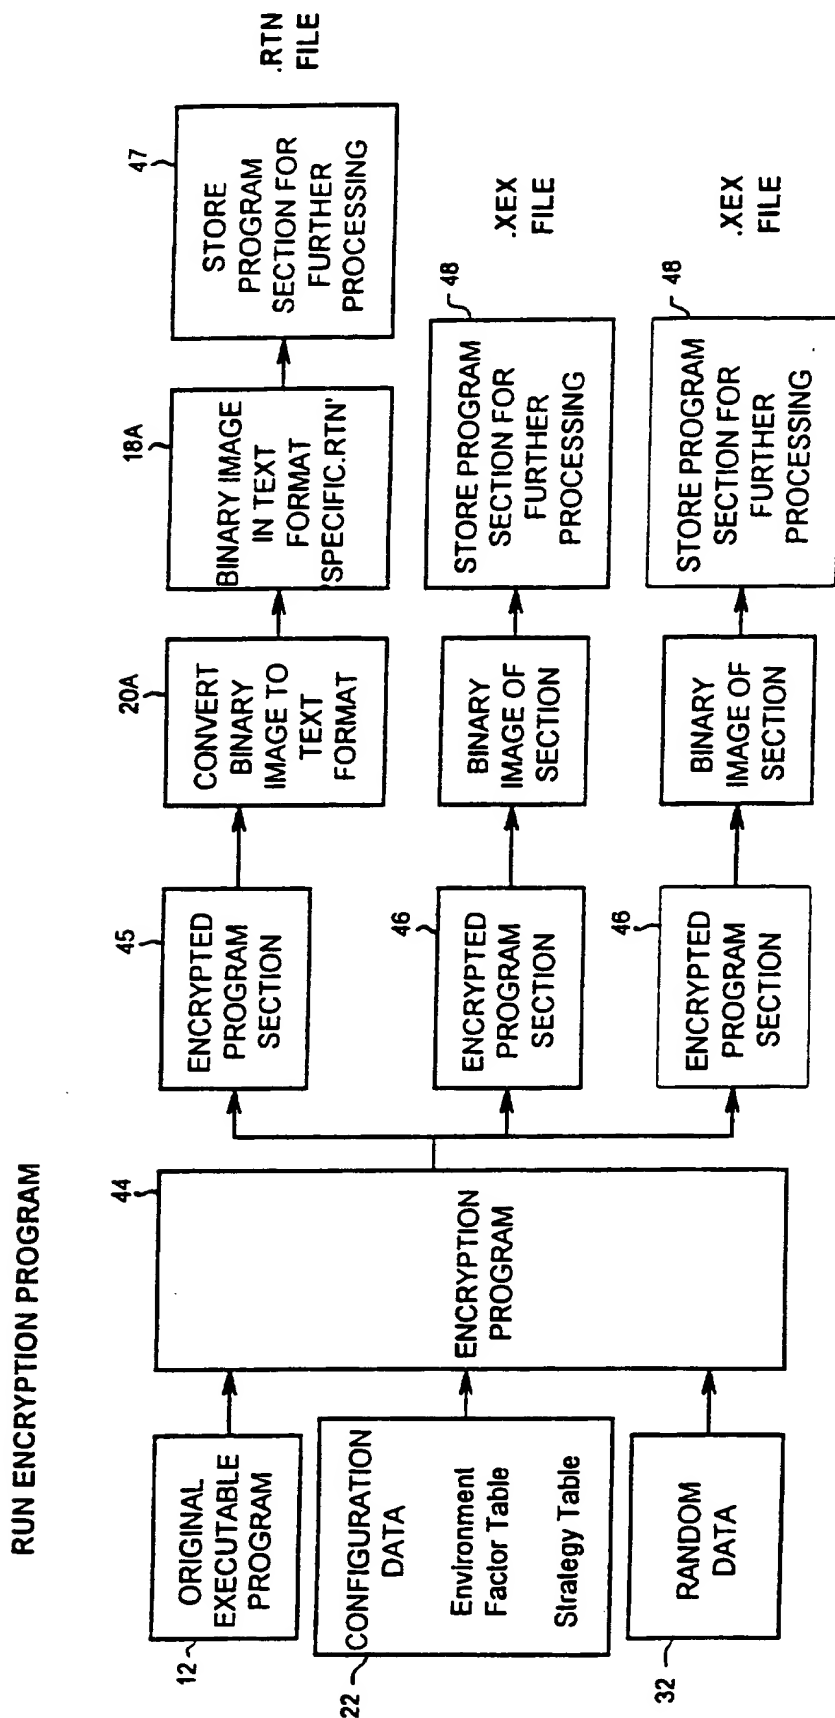 RUN ENCRYPTION PROGRAM
12
ORIGINAL
EXECUTABLE
PROGRAM
22
CONFIGURATION
DATA
Environment
Factor Table
Strategy Table
32
RANDOM
DATA
44
ENCRYPTION
PROGRAM
45
ENCRYPTED
PROGRAM
SECTION
20A
CONVERT
BINARY
IMAGE TO
TEXT
FORMAT
18A
BINARY IMAGE
IN TEXT
FORMAT
'SPECIFIC.RTN'
47
STORE
PROGRAM
SECTION FOR
FURTHER
PROCESSING
.RTN
FILE
46
ENCRYPTED
PROGRAM
SECTION
BINARY
IMAGE OF
SECTION
48
STORE PROGRAM
SECTION FOR
FURTHER
PROCESSING
.XEX
FILE
46
ENCRYPTED
PROGRAM
SECTION
BINARY
IMAGE OF
SECTION
48
STORE PROGRAM
SECTION FOR
FURTHER
PROCESSING
.XEX
FILE